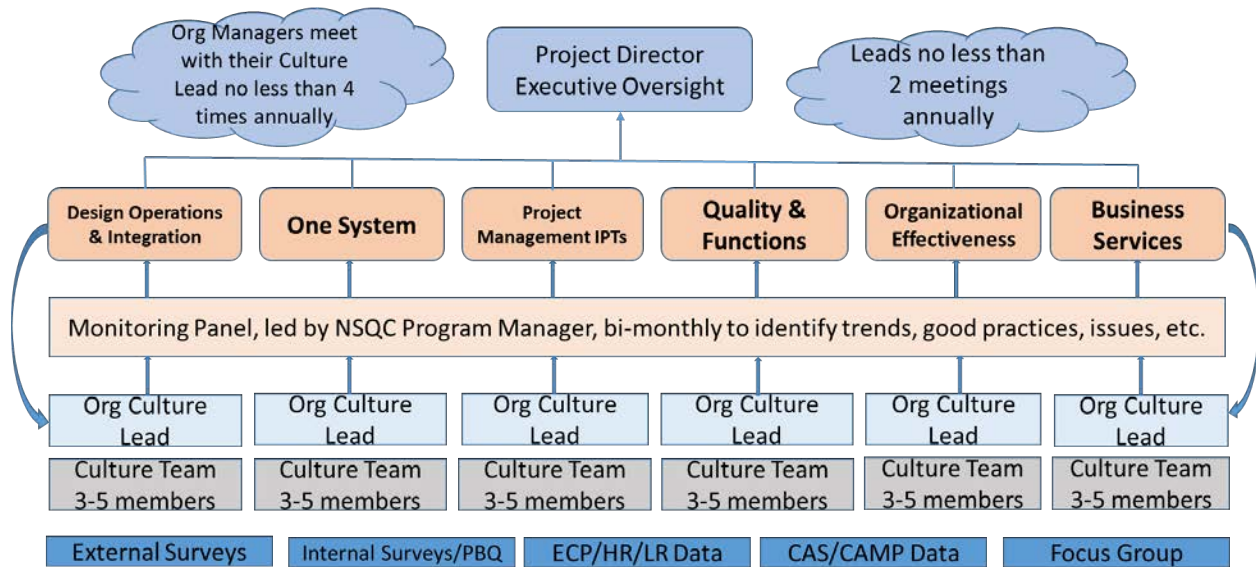 Org Managers meet
with their Culture
Lead no less than 4
times annually
Project Director
Executive Oversight
Leads no less than
2 meetings
annually
Design Operations
& Integration
One System
Project
Management IPTs
Quality &
Functions
Organizational
Effectiveness
Business
Services
Monitoring Panel, led by NSQC Program Manager, bi-monthly to identify trends, good practices, issues, etc.
Org Culture
Lead
Org Culture
Lead
Org Culture
Lead
Org Culture
Lead
Org Culture
Lead
Org Culture
Lead
Culture Team
3-5 members
Culture Team
3-5 members
Culture Team
3-5 members
Culture Team
3-5 members
Culture Team
3-5 members
Culture Team
3-5 members
External Surveys
Internal Surveys/PBQ
ECP/HR/LR Data
CAS/CAMP Data
Focus Group